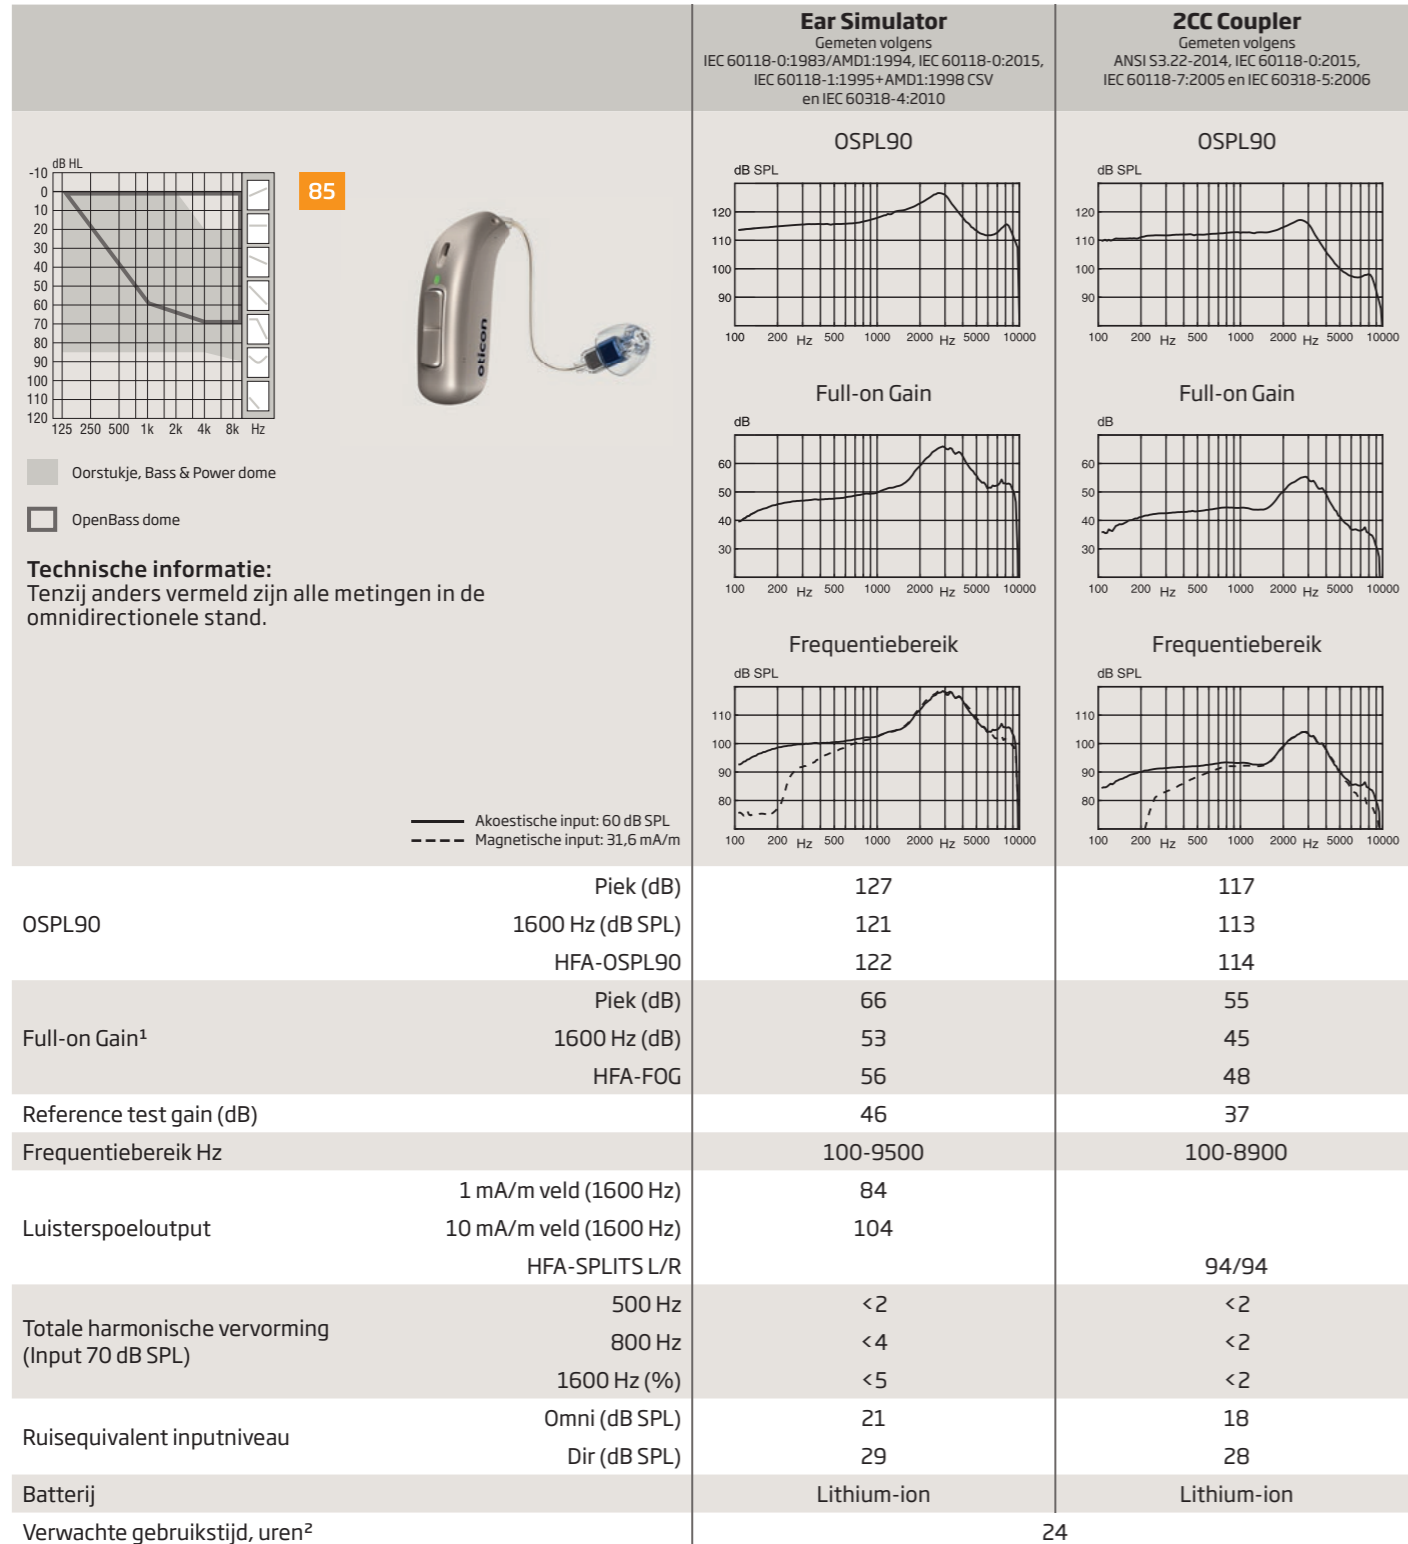 Ear Simulator
Gemeten volgens
IEC 60118-0:1983/AMD1:1994, IEC 60118-0:2015,
IEC 60118-1:1995+AMD1:1998 CSV
en IEC 60318-4:2010
2CC Coupler
Gemeten volgens
ANSI S3.22-2014, IEC 60118-0:2015,
IEC 60118-7:2005 en IEC 60318-5:2006
dB HL
-10
0
10
20
30
40
50
60
70
80
90
100
110
120
125 250 500 1k 2k 4k 8k Hz
85
oticon
Oorstukje, Bass & Power dome
OpenBass dome
Technische informatie:
Tenzij anders vermeld zijn alle metingen in de
omnidirectionele stand.
Akoestische input: 60 dB SPL
Magnetische input: 31,6 mA/m
OSPL90
dB SPL
120
110
100
90
100 200 Hz 500 1000 2000 Hz 5000 10000
OSPL90
dB SPL
120
110
100
90
100 200 Hz 500 1000 2000 Hz 5000 10000
Full-on Gain
dB
60
50
40
30
100 200 Hz 500 1000 2000 Hz 5000 10000
Full-on Gain
dB
60
50
40
30
100 200 Hz 500 1000 2000 Hz 5000 10000
Frequentiebereik
dB SPL
110
100
90
80
100 200 Hz 500 1000 2000 Hz 5000 10000
Frequentiebereik
dB SPL
110
100
90
80
100 200 Hz 500 1000 2000 Hz 5000 10000
OSPL90
Piek (dB) 127 117
1600 Hz (dB SPL) 121 113
HFA-OSPL90 122 114
Full-on Gain¹
Piek (dB) 66 55
1600 Hz (dB) 53 45
HFA-FOG 56 48
Reference test gain (dB) 46 37
Frequentiebereik Hz 100-9500 100-8900
Luisterspoeloutput
1 mA/m veld (1600 Hz) 84
10 mA/m veld (1600 Hz) 104
HFA-SPLITS L/R 94/94
Totale harmonische vervorming
(Input 70 dB SPL)
500 Hz <2 <2
800 Hz <4 <2
1600 Hz (%) <5 <2
Ruisequivalent inputniveau
Omni (dB SPL) 21 18
Dir (dB SPL) 29 28
Batterij Lithium-ion Lithium-ion
Verwachte gebruikstijd, uren² 24